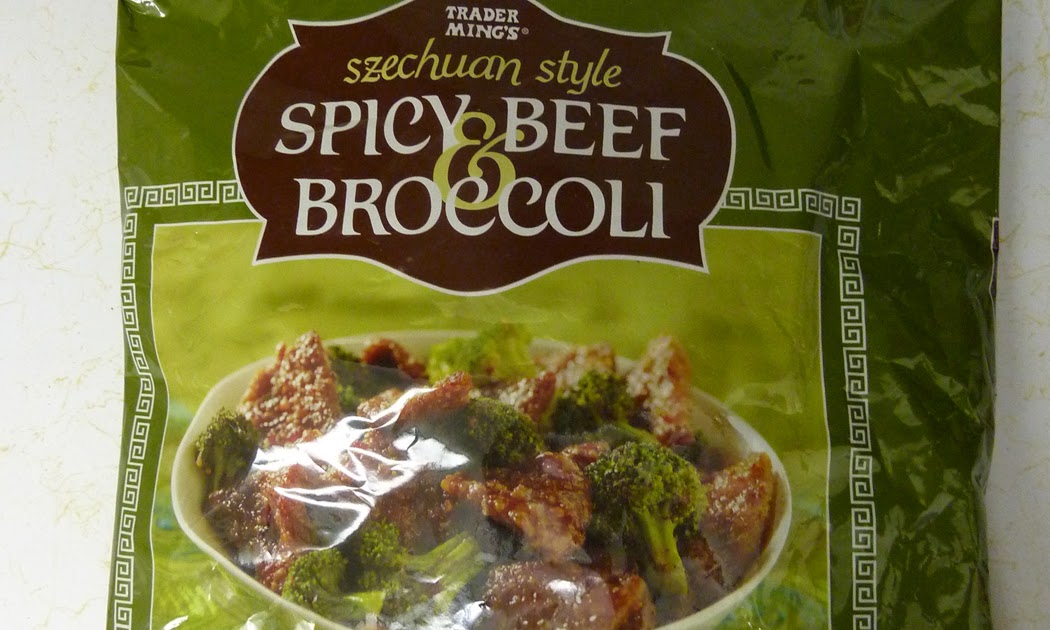 TRADER
MING'S®
szechuan style
SPICY & BEEF
BROCCOLI